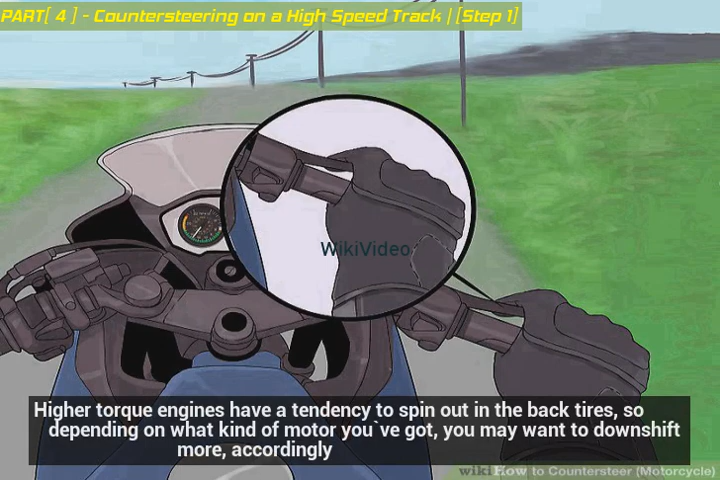 PART[ 4 ] - Countersteering on a High Speed Track | [Step 1]
WikiVideo
Higher torque engines have a tendency to spin out in the back tires, so
depending on what kind of motor you`ve got, you may want to downshift
more, accordingly
wikiHow to Countersteer (Motorcycle)